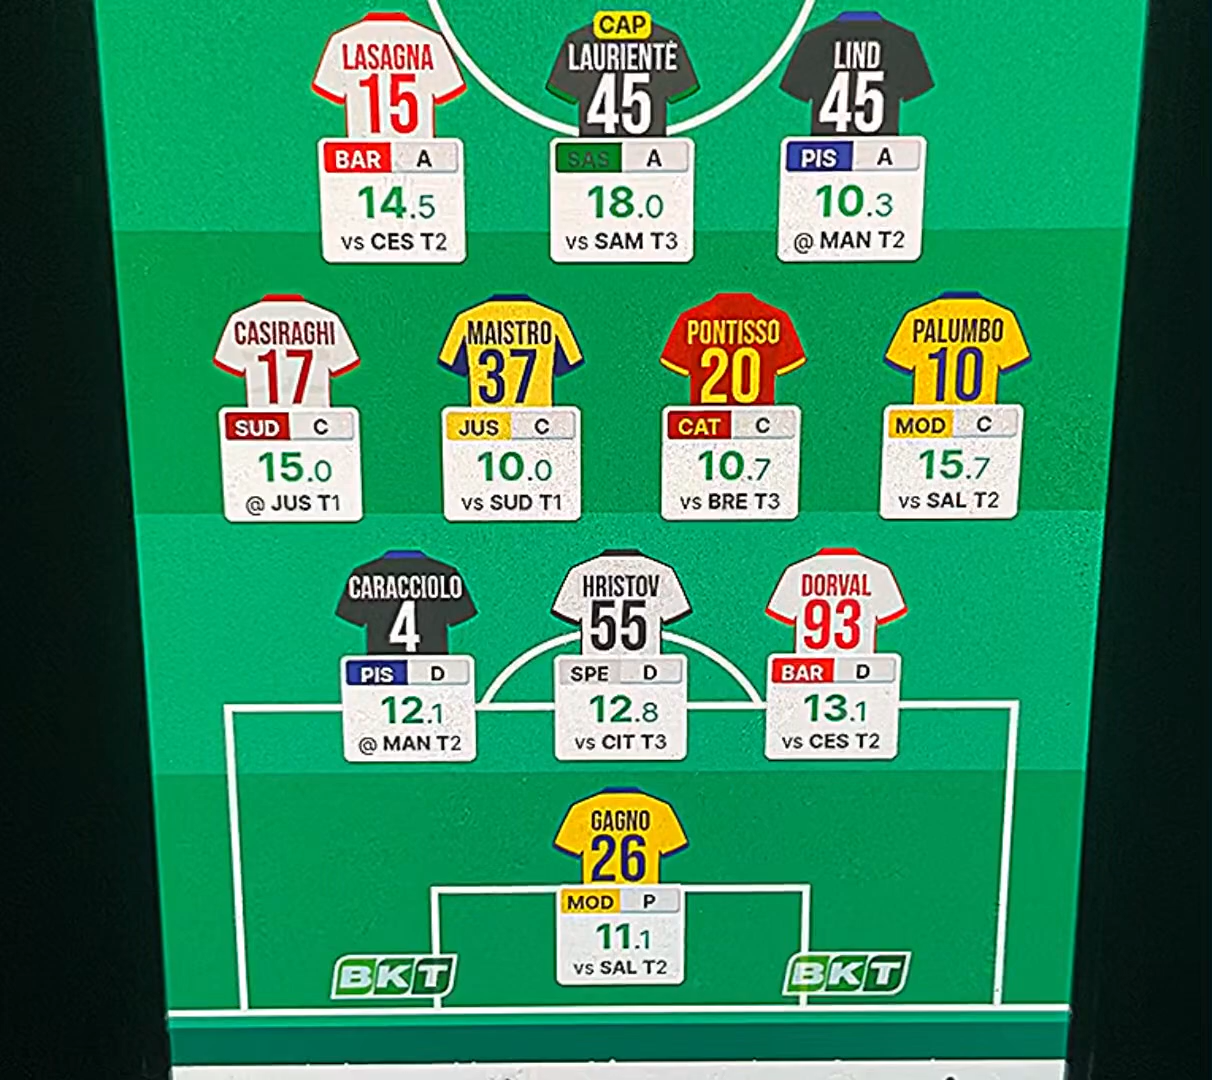 CAP
LASAGNA
15
BAR A
14.5
vs CES T2
LAURIENTÈ
45
SAS A
18.0
vs SAM T3
LIND
45
PIS A
10.3
@ MAN T2
CASIRAGHI
17
SUD C
15.0
@ JUS T1
MAISTRO
37
JUS C
10.0
vs SUD T1
PONTISSO
20
CAT C
10.7
vs BRE T3
PALUMBO
10
MOD C
15.7
vs SAL T2
CARACCIOLO
4
PIS D
12.1
@ MAN T2
HRISTOV
55
SPE D
12.8
vs CIT T3
DORVAL
93
BAR D
13.1
vs CES T2
GAGNO
26
MOD P
11.1
vs SAL T2
BKT
BKT